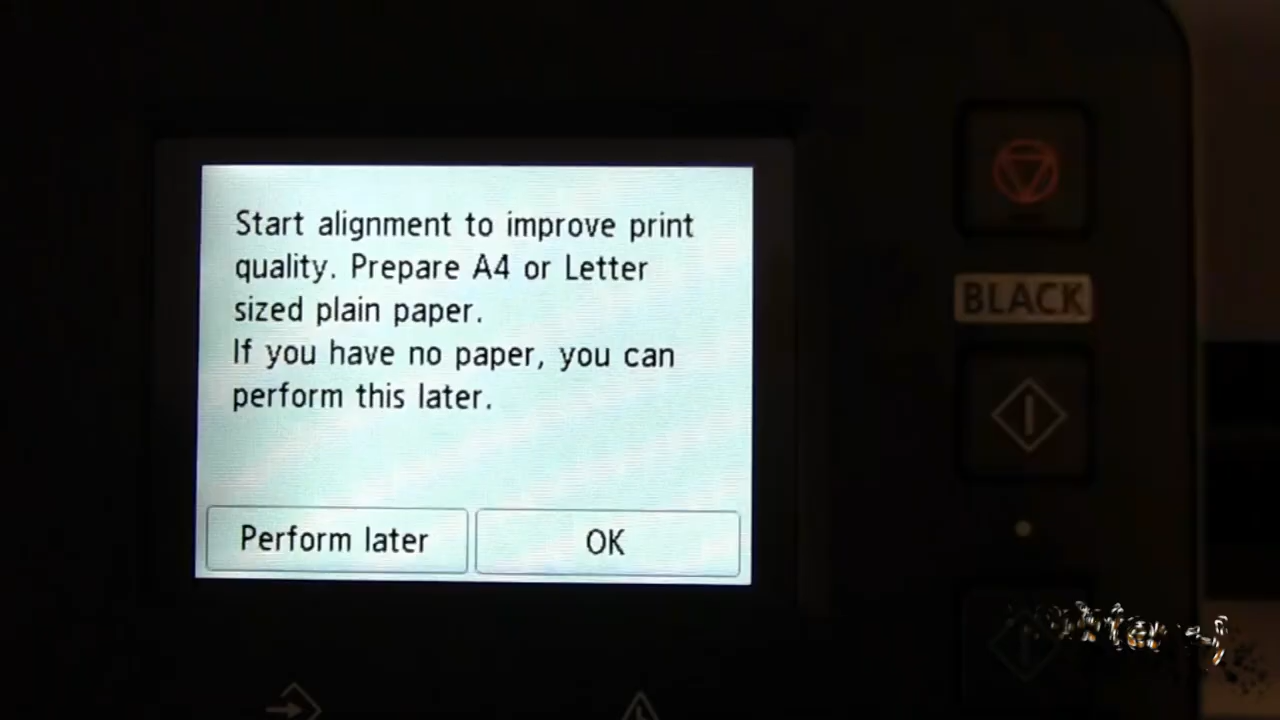 Start alignment to improve print
quality. Prepare A4 or Letter
sized plain paper.
If you have no paper, you can
perform this later.
Perform later
OK
BLACK